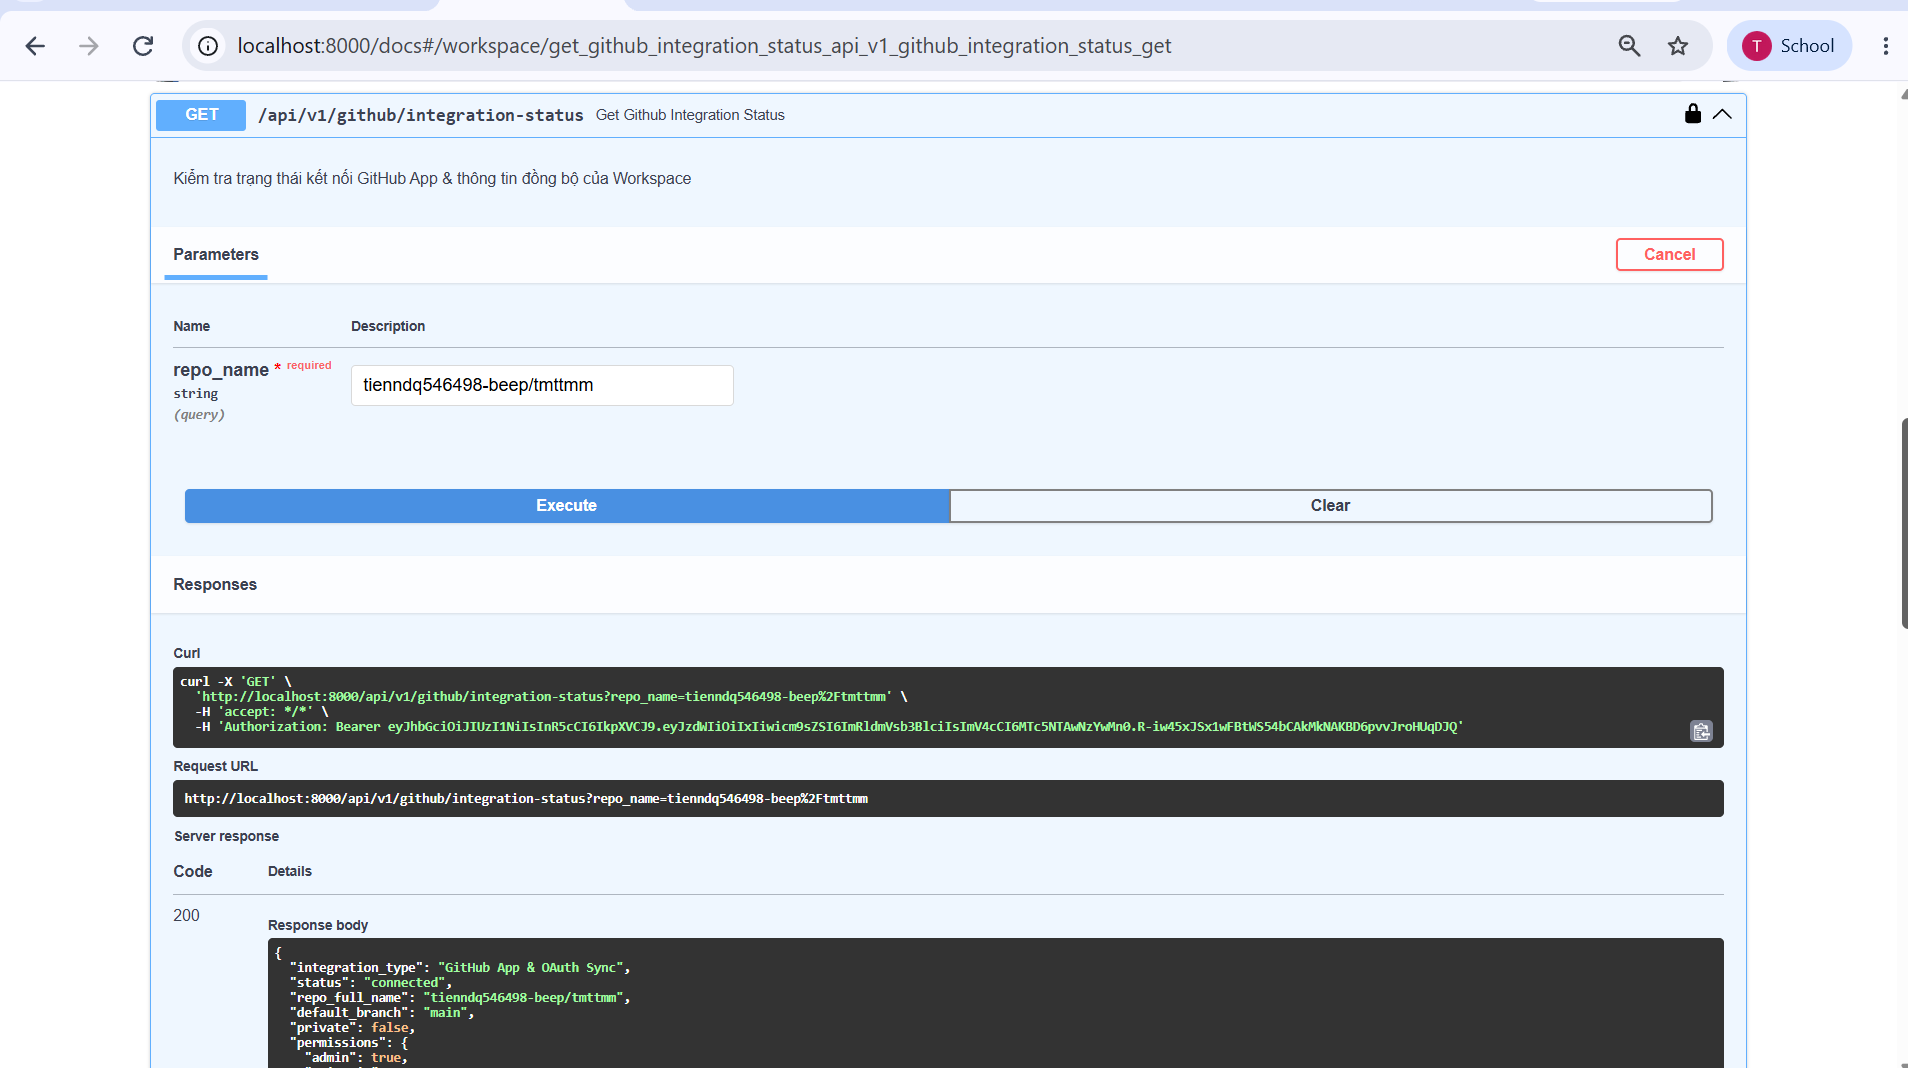 localhost:8000/docs#/workspace/get_github_integration_status_api_v1_github_integration_status_get
T School
GET /api/v1/github/integration-status Get Github Integration Status
Kiểm tra trạng thái kết nối GitHub App & thông tin đồng bộ của Workspace
Parameters
Cancel
Name Description
repo_name * required
string
(query)
tienndq546498-beep/tmttmm
Execute Clear
Responses
Curl
curl -X 'GET' \
'http://localhost:8000/api/v1/github/integration-status?repo_name=tienndq546498-beep%2Ftmttmm' \
-H 'accept: */*' \
-H 'Authorization: Bearer eyJhbGciOiJIUzI1NiIsInR5cCI6IkpXVCJ9.eyJzdWIiOiIxIiwicm9sZSI6ImRldmVsb3BlciIsImV4cCI6MTc5NTAwNzYwMn0.R-iw45xJSx1wFBtWS54bCAkMkNAKBD6pvvJroHUqDJQ'
Request URL
http://localhost:8000/api/v1/github/integration-status?repo_name=tienndq546498-beep%2Ftmttmm
Server response
Code Details
200
Response body
{
"integration_type": "GitHub App & OAuth Sync",
"status": "connected",
"repo_full_name": "tienndq546498-beep/tmttmm",
"default_branch": "main",
"private": false,
"permissions": {
"admin": true,